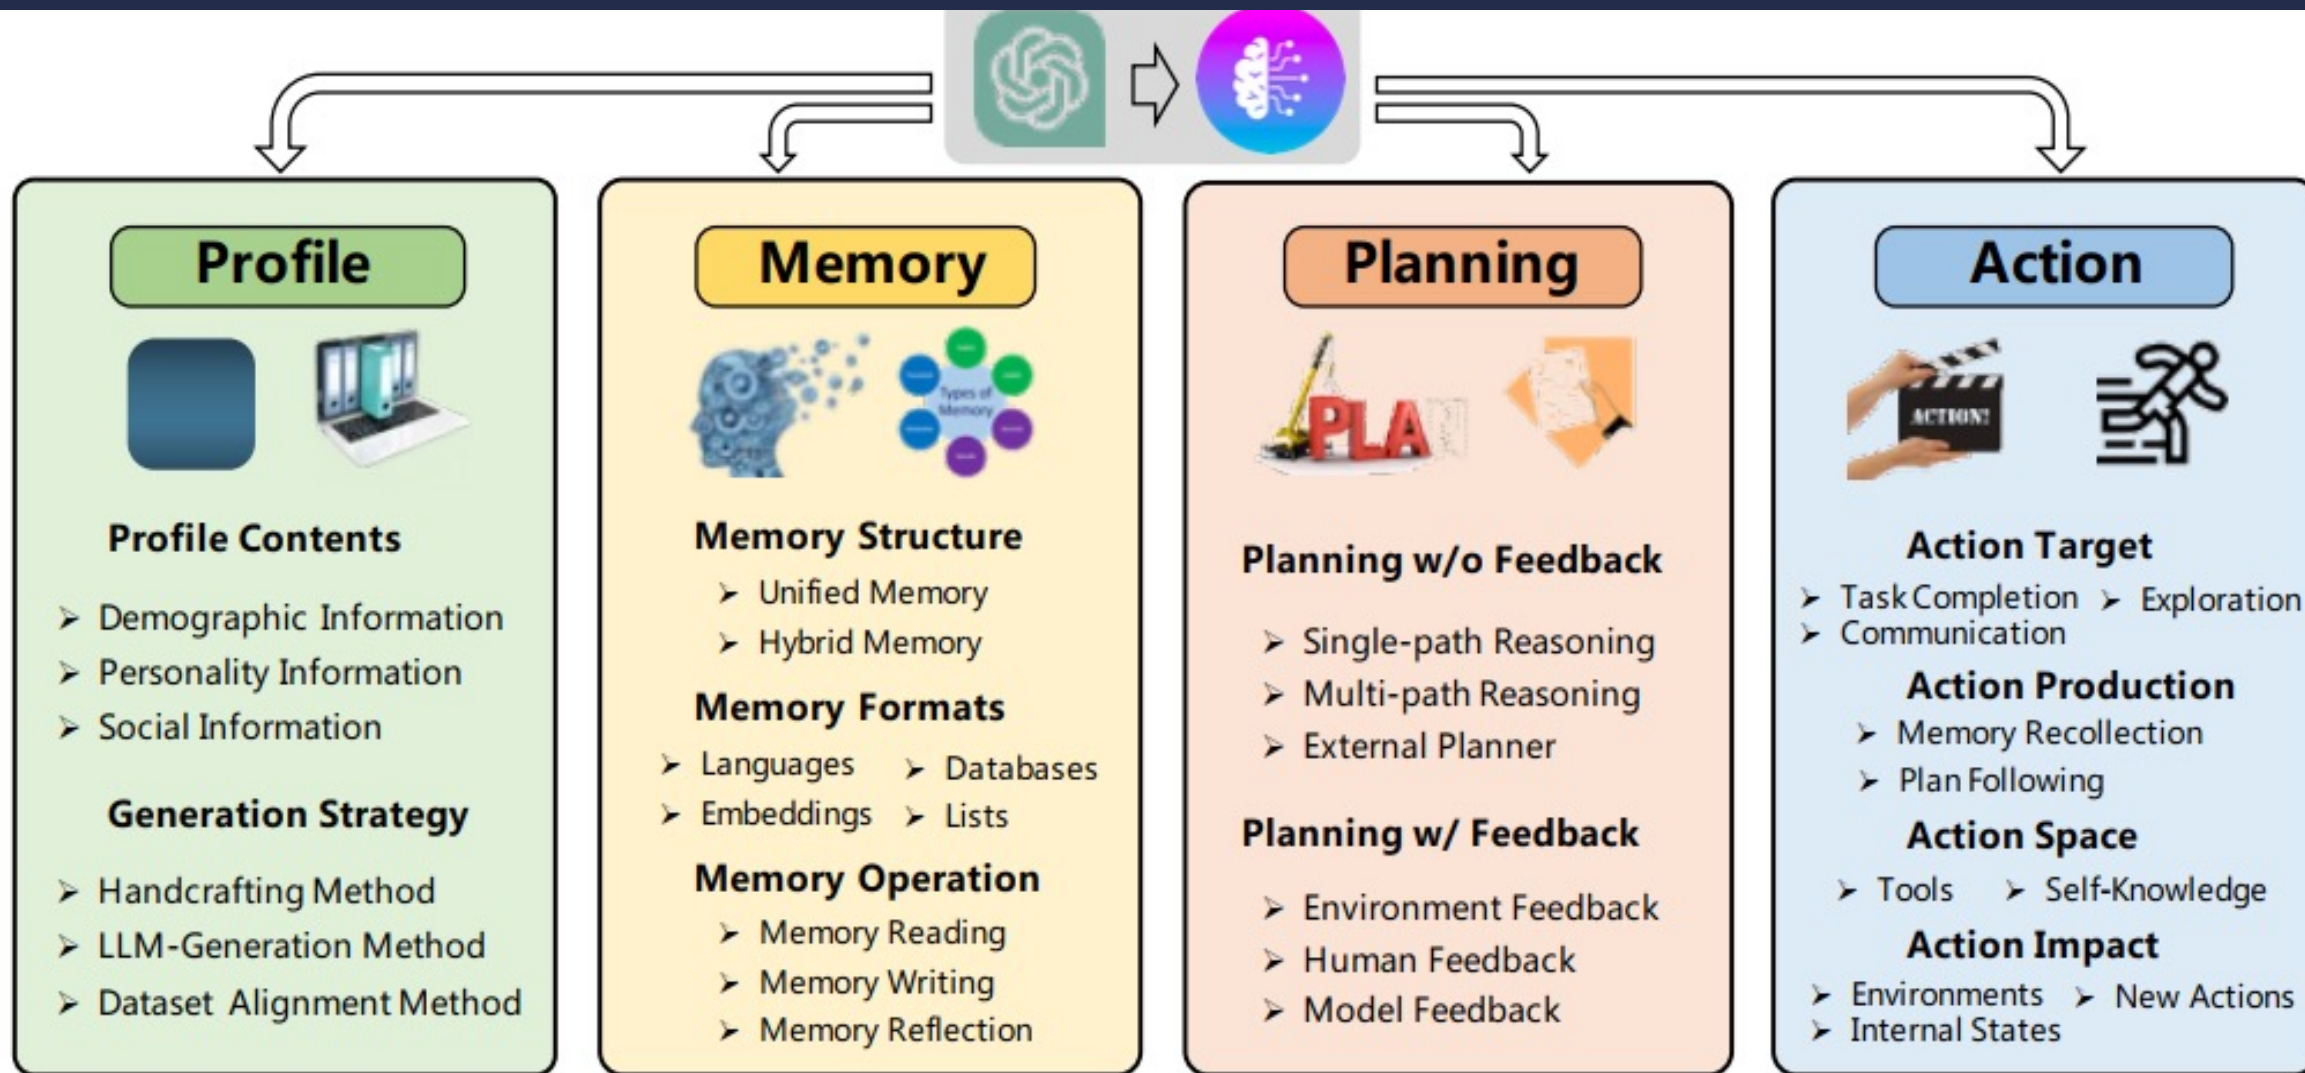 Profile
Profile Contents
➢ Demographic Information
➢ Personality Information
➢ Social Information
Generation Strategy
➢ Handcrafting Method
➢ LLM-Generation Method
➢ Dataset Alignment Method
Memory
Types of
Memory
Memory Structure
➢ Unified Memory
➢ Hybrid Memory
Memory Formats
➢ Languages ➢ Databases
➢ Embeddings ➢ Lists
Memory Operation
➢ Memory Reading
➢ Memory Writing
➢ Memory Reflection
Planning
PLA
Planning w/o Feedback
➢ Single-path Reasoning
➢ Multi-path Reasoning
➢ External Planner
Planning w/ Feedback
➢ Environment Feedback
➢ Human Feedback
➢ Model Feedback
Action
ACTION!
Action Target
➢ Task Completion ➢ Exploration
➢ Communication
Action Production
➢ Memory Recollection
➢ Plan Following
Action Space
➢ Tools ➢ Self-Knowledge
Action Impact
➢ Environments ➢ New Actions
➢ Internal States